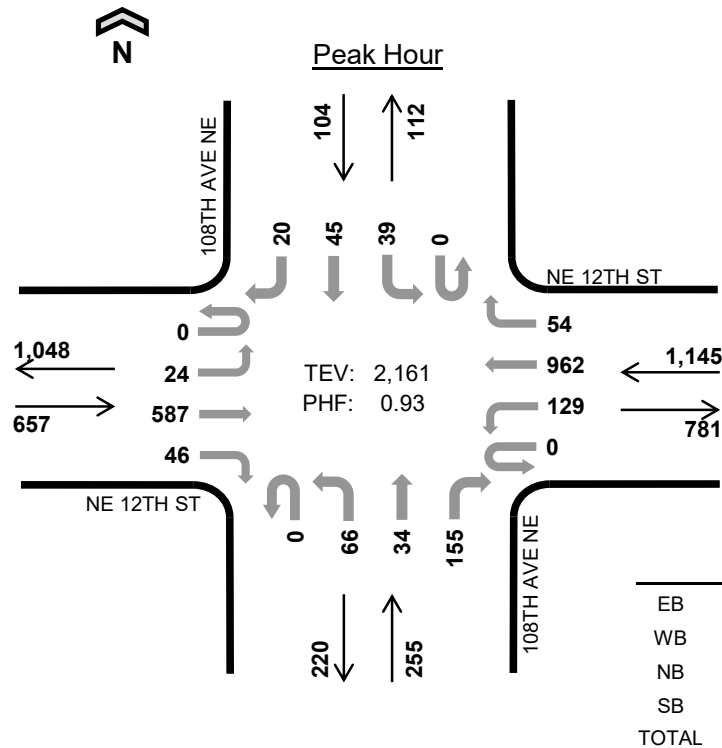 N
Peak Hour
104
112
108TH AVE NE
20
45
39
0
NE 12TH ST
0
54
1,048
24
TEV: 2,161
962
1,145
657
587
PHF: 0.93
129
781
46
0
NE 12TH ST
0
66
34
155
108TH AVE NE
220
255
EB
WB
NB
SB
TOTAL